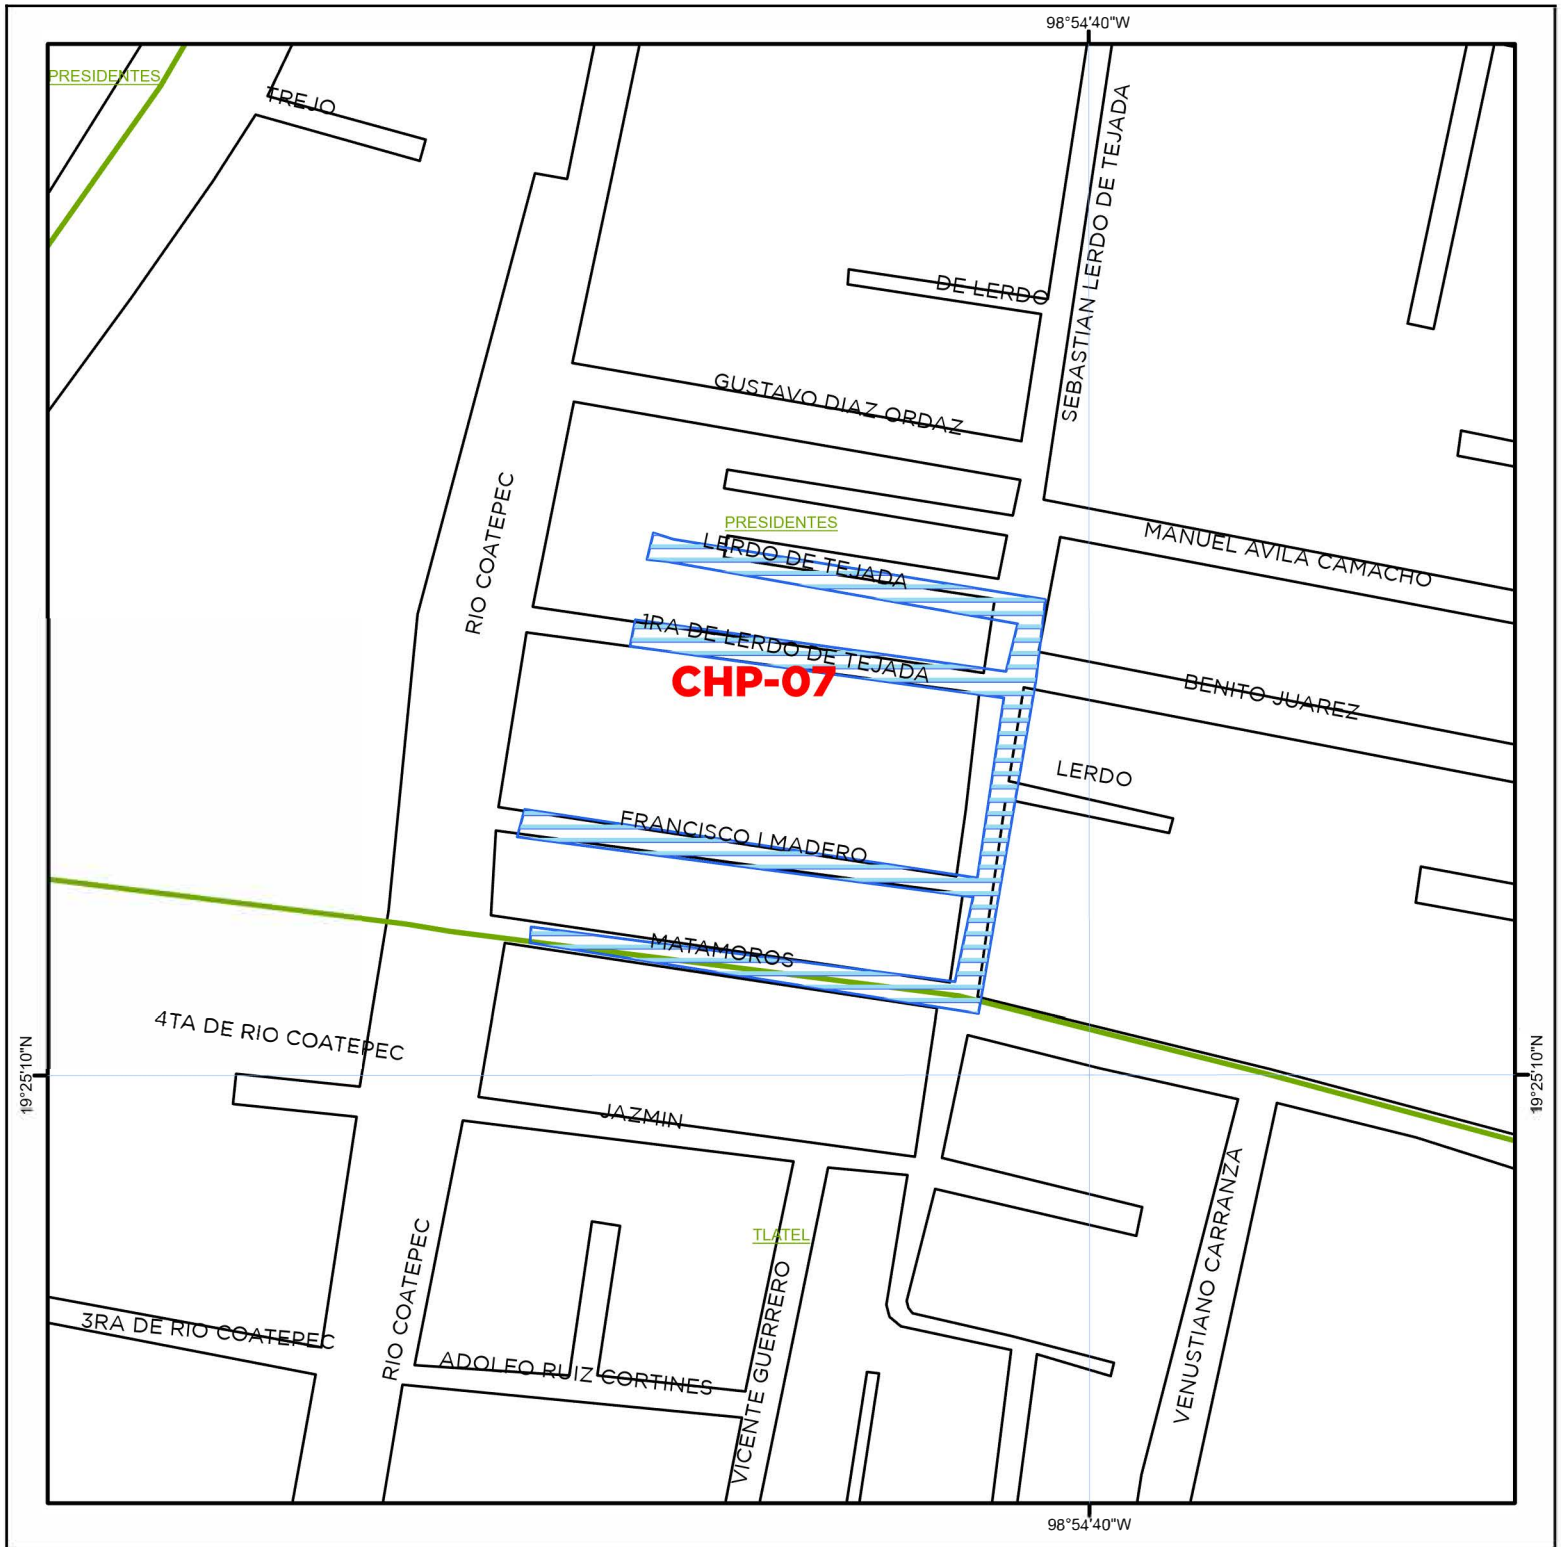 98°54'40"W
PRESIDENTES
TREJO
SEBASTIAN LERDO DE TEJADA
DE LERDO
GUSTAVO DIAZ ORDAZ
RIO COATEPEC
PRESIDENTES
MANUEL AVILA CAMACHO
LERDO DE TEJADA
1RA DE LERDO DE TEJADA
CHP-07
BENITO JUAREZ
LERDO
FRANCISCO I MADERO
MATAMOROS
4TA DE RIO COATEPEC
19°25'10"N
19°25'10"N
JAZMIN
TLATEL
RIO COATEPEC
VICENTE GUERRERO
VENUSTIANO CARRANZA
3RA DE RIO COATEPEC
ADOLFO RUIZ CORTINES
98°54'40"W